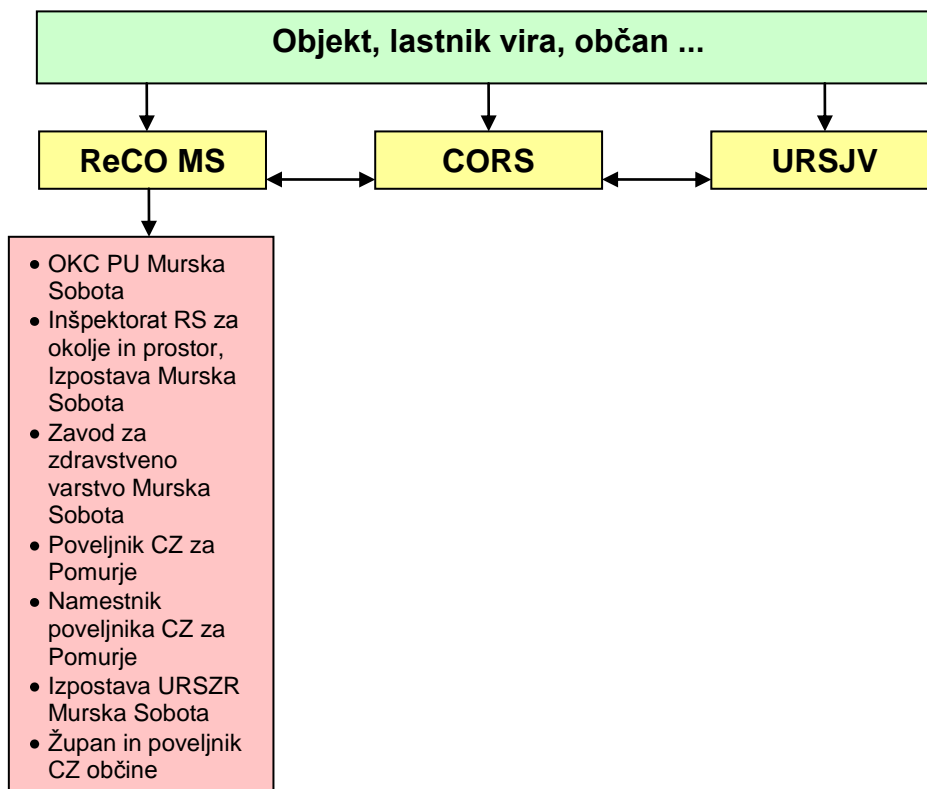 Objekt, lastnik vira, občan ...
ReCO MS
CORS
URSJV
• OKC PU Murska
Sobota
• Inšpektorat RS za
okolje in prostor,
Izpostava Murska
Sobota
• Zavod za
zdravstveno
varstvo Murska
Sobota
• Poveljnik CZ za
Pomurje
• Namestnik
poveljnika CZ za
Pomurje
• Izpostava URSZR
Murska Sobota
• Župan in poveljnik
CZ občine